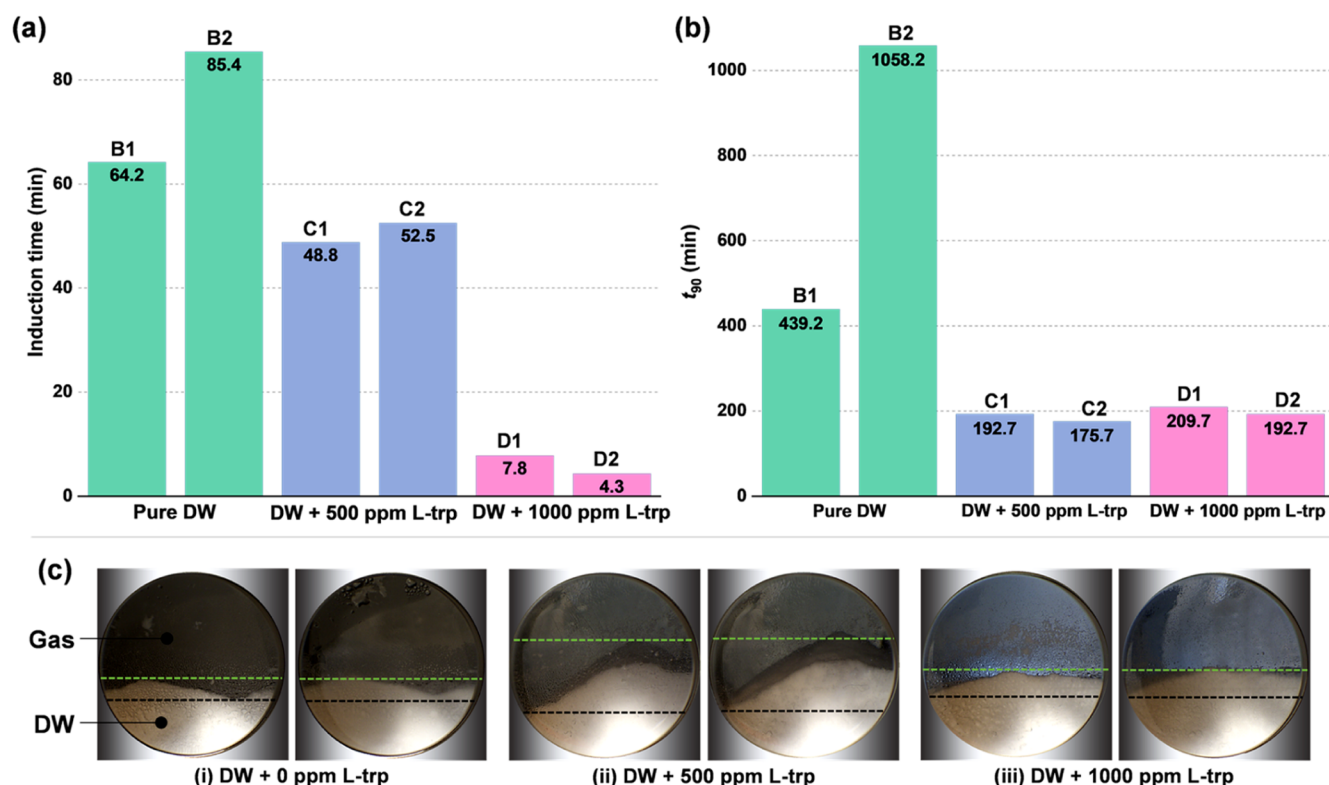 (a)
Induction time (min)
80
60
40
20
0
B1
64.2
B2
85.4
C1
48.8
C2
52.5
D1
7.8
D2
4.3
Pure DW
DW + 500 ppm L-trp
DW + 1000 ppm L-trp
(b)
t90 (min)
1000
800
600
400
200
0
B1
439.2
B2
1058.2
C1
192.7
C2
175.7
D1
209.7
D2
192.7
Pure DW
DW + 500 ppm L-trp
DW + 1000 ppm L-trp
(c)
Gas
DW
(i) DW + 0 ppm L-trp
(ii) DW + 500 ppm L-trp
(iii) DW + 1000 ppm L-trp